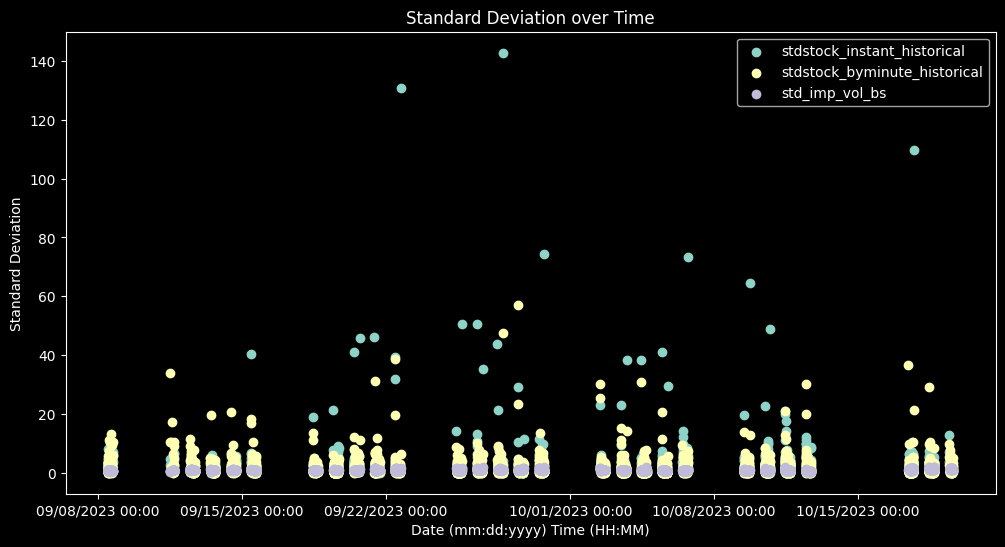 Standard Deviation over Time
stdstock_instant_historical
stdstock_byminute_historical
std_imp_vol_bs
140
120
100
80
60
40
20
0
Standard Deviation
09/08/2023 00:00
09/15/2023 00:00
09/22/2023 00:00
10/01/2023 00:00
10/08/2023 00:00
10/15/2023 00:00
Date (mm:dd:yyyy) Time (HH:MM)